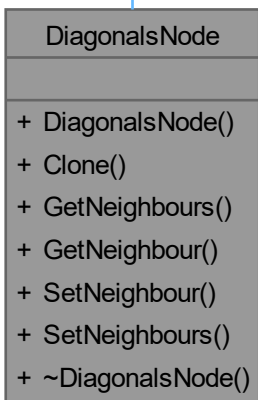 DiagonalsNode
+ DiagonalsNode()
+ Clone()
+ GetNeighbours()
+ GetNeighbour()
+ SetNeighbour()
+ SetNeighbours()
+ ~DiagonalsNode()